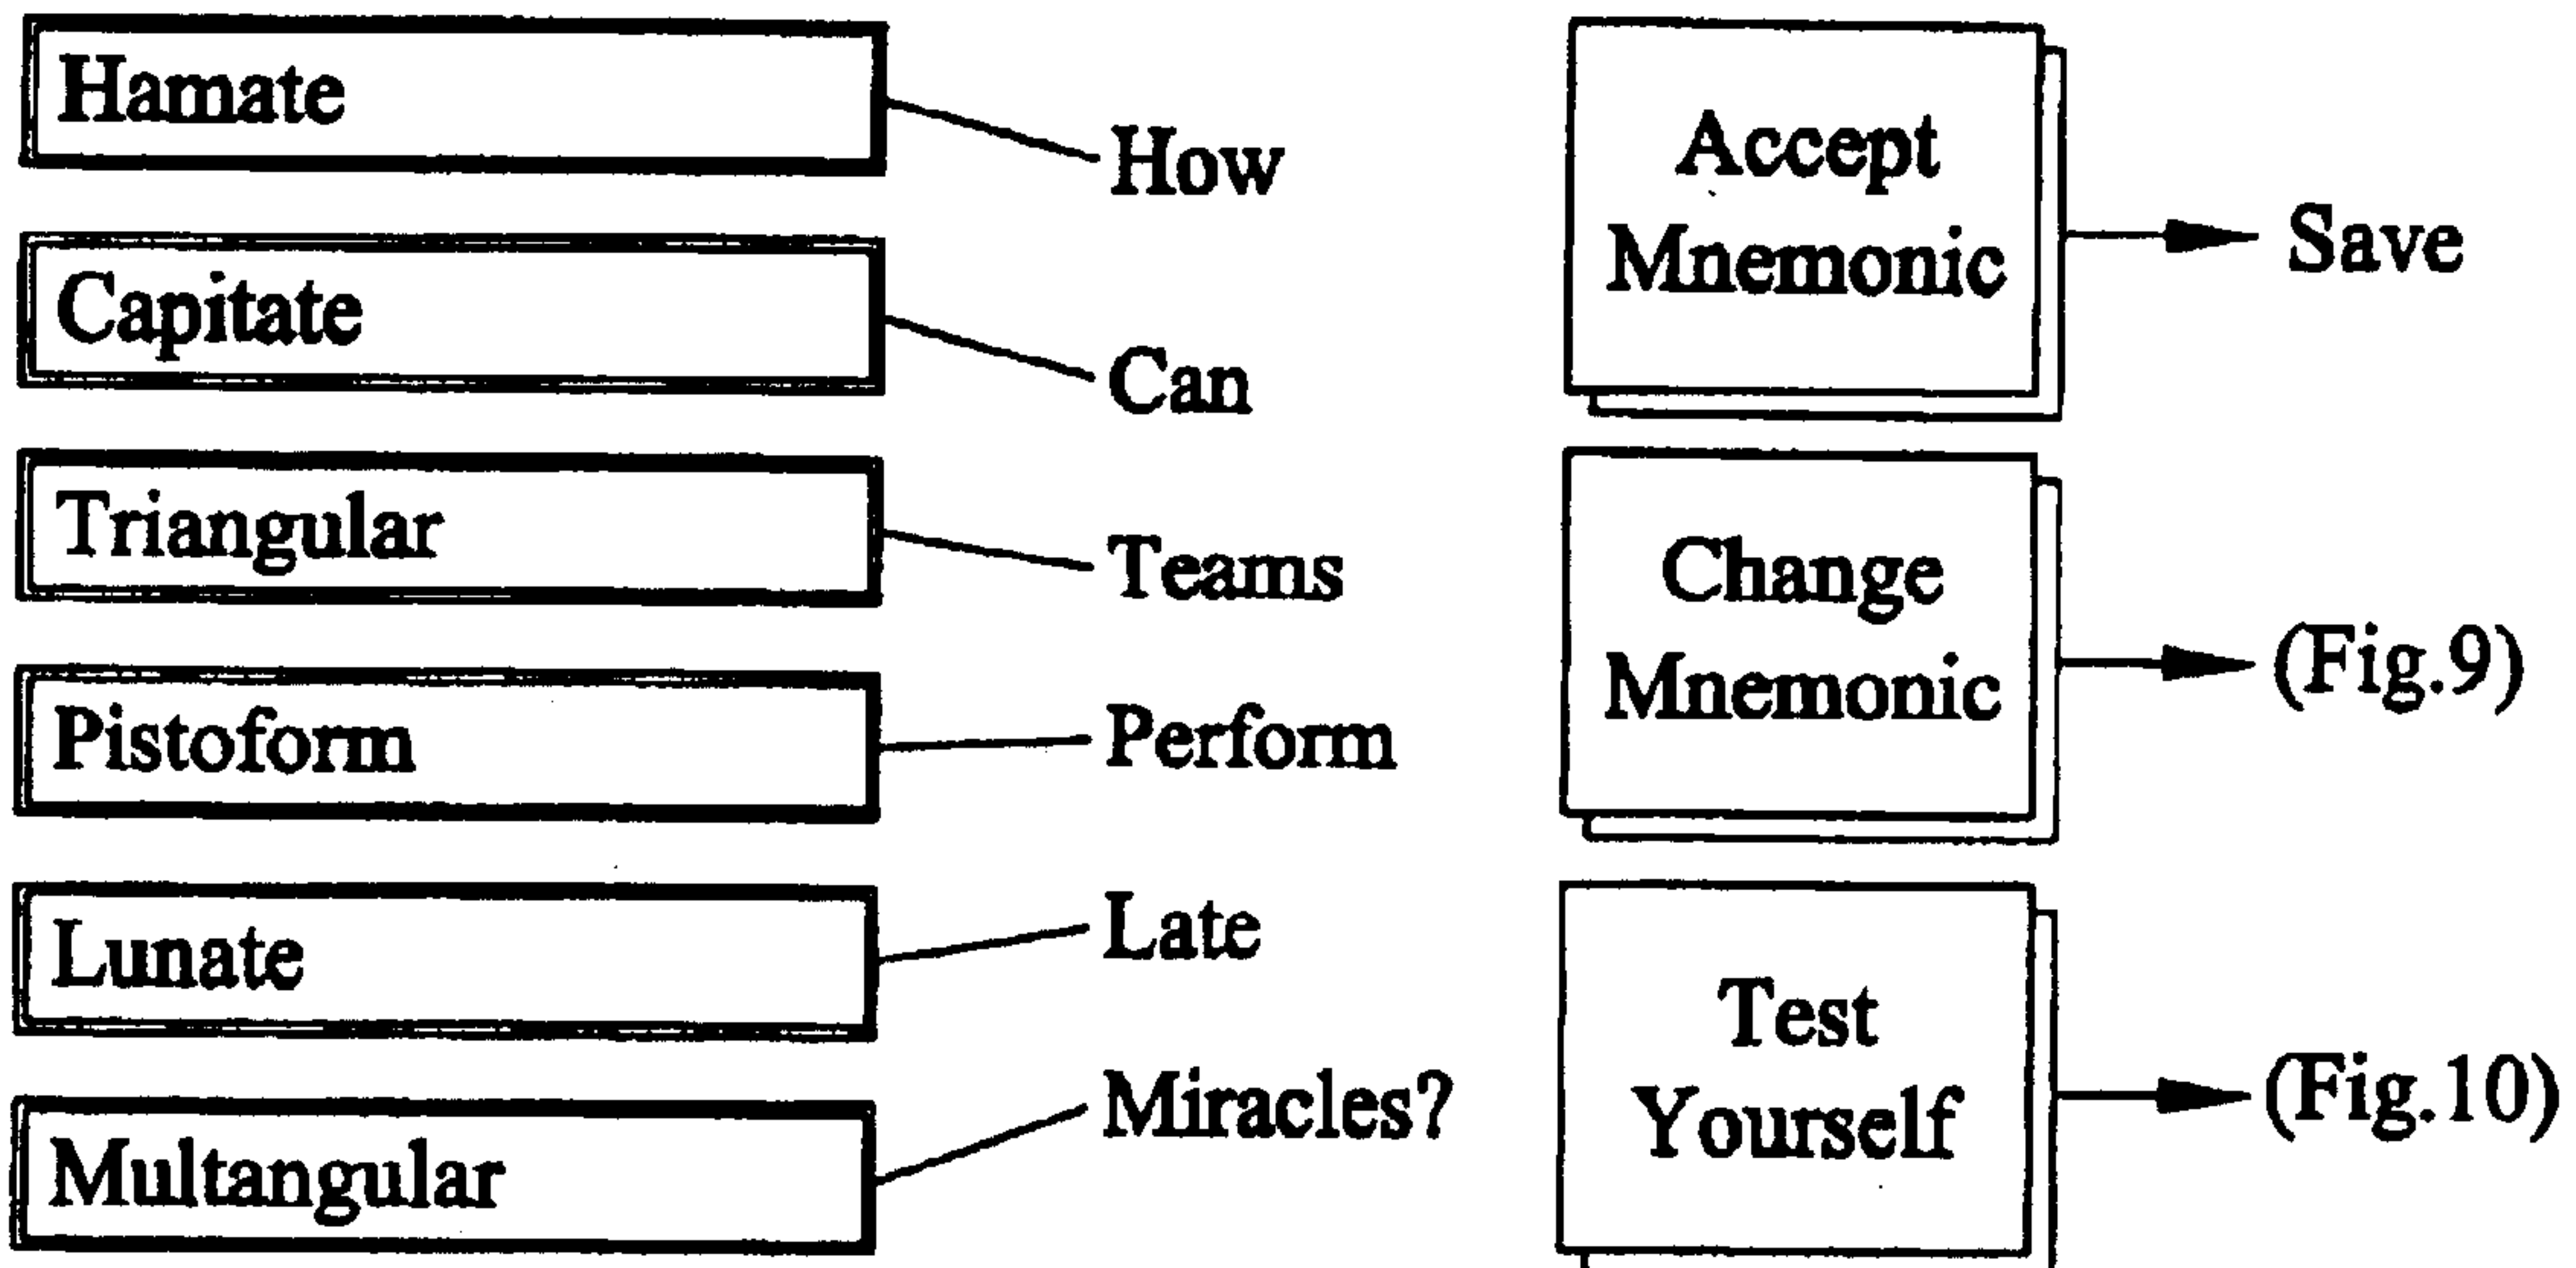 Hamate
How
Capitate
Can
Triangular
Teams
Pistoform
Perform
Lunate
Late
Multangular
Miracles?
Accept
Mnemonic
Save
Change
Mnemonic
(Fig.9)
Test
Yourself
(Fig.10)